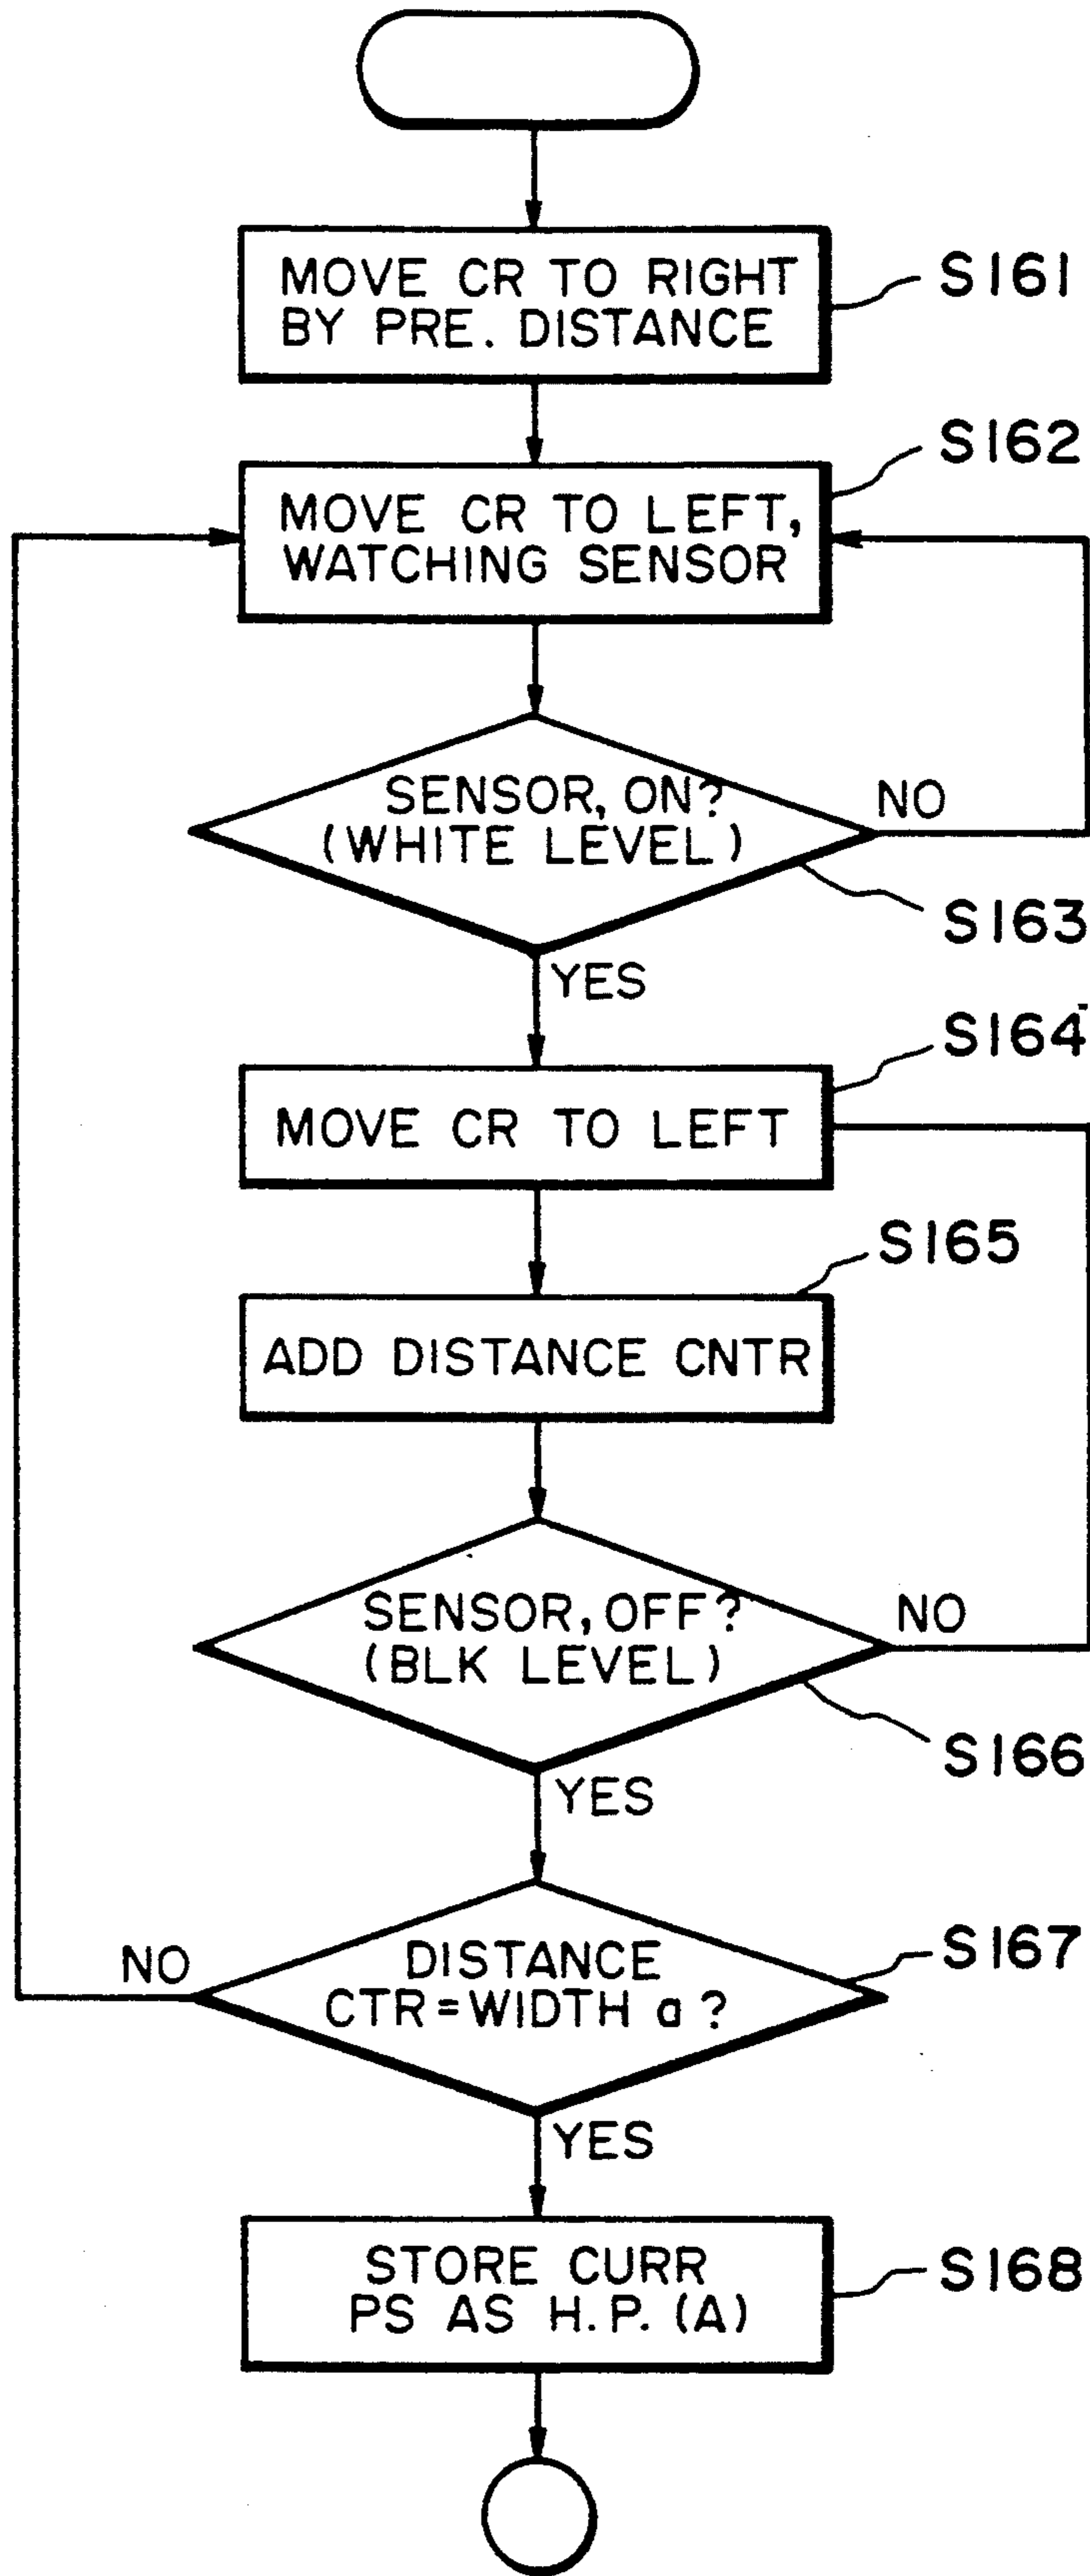 MOVE CR TO RIGHT
BY PRE. DISTANCE
S161
MOVE CR TO LEFT,
WATCHING SENSOR
S162
SENSOR, ON?
(WHITE LEVEL)
NO
S163
YES
MOVE CR TO LEFT
S164
ADD DISTANCE CNTR
S165
SENSOR, OFF?
(BLK LEVEL)
NO
S166
YES
DISTANCE
CTR=WIDTH a?
NO
S167
YES
STORE CURR
PS AS H.P. (A)
S168